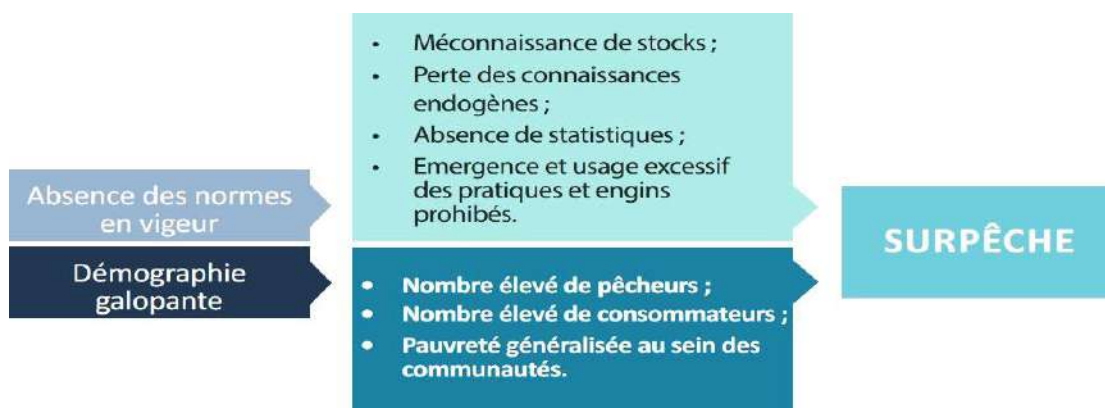 Absence des normes
en vigueur
Démographie
galopante
• Méconnaissance de stocks ;
• Perte des connaissances
endogènes ;
• Absence de statistiques ;
• Emergence et usage excessif
des pratiques et engins
prohibés.
• Nombre élevé de pêcheurs ;
• Nombre élevé de consommateurs ;
• Pauvreté généralisée au sein des
communautés.
SURPÊCHE